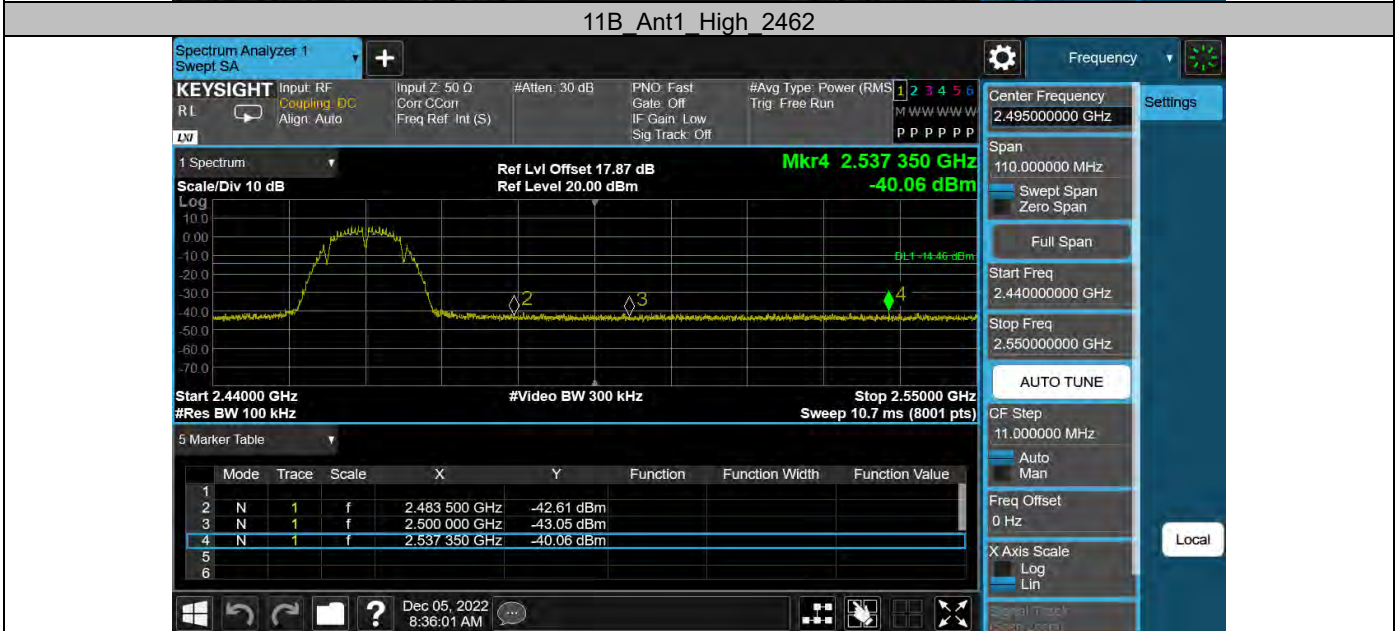 11B_Ant1_High_2462
Spectrum Analyzer 1
Swept SA
+
Frequency
KEYSIGHT
RL
LXI
Input: RF
Coupling: DC
Align: Auto
Input Z: 50 Ω
Corr CCorr
Freq Ref: Int (S)
#Atten: 30 dB
PNO: Fast
Gate: Off
IF Gain: Low
Sig Track: Off
#Avg Type: Power (RMS
Trig: Free Run
1 2 3 4 5 6
M W W W W W
P P P P P P
1 Spectrum
Scale/Div 10 dB
Ref Lvl Offset 17.87 dB
Ref Level 20.00 dBm
Mkr4 2.537 350 GHz
-40.06 dBm
Log
10.0
0.00
-10.0
-20.0
-30.0
-40.0
-50.0
-60.0
-70.0
DL1 -14.46 dBm
2
3
4
Start 2.44000 GHz
#Video BW 300 kHz
Stop 2.55000 GHz
#Res BW 100 kHz
Sweep 10.7 ms (8001 pts)
5 Marker Table
Mode Trace Scale X Y Function Function Width Function Value
1
2 N 1 f 2.483 500 GHz -42.61 dBm
3 N 1 f 2.500 000 GHz -43.05 dBm
4 N 1 f 2.537 350 GHz -40.06 dBm
5
6
?
Dec 05, 2022
8:36:01 AM
Center Frequency
2.495000000 GHz
Settings
Span
110.000000 MHz
Swept Span
Zero Span
Full Span
Start Freq
2.440000000 GHz
Stop Freq
2.550000000 GHz
AUTO TUNE
CF Step
11.000000 MHz
Auto
Man
Freq Offset
0 Hz
X Axis Scale
Log
Lin
Local
Signal Track